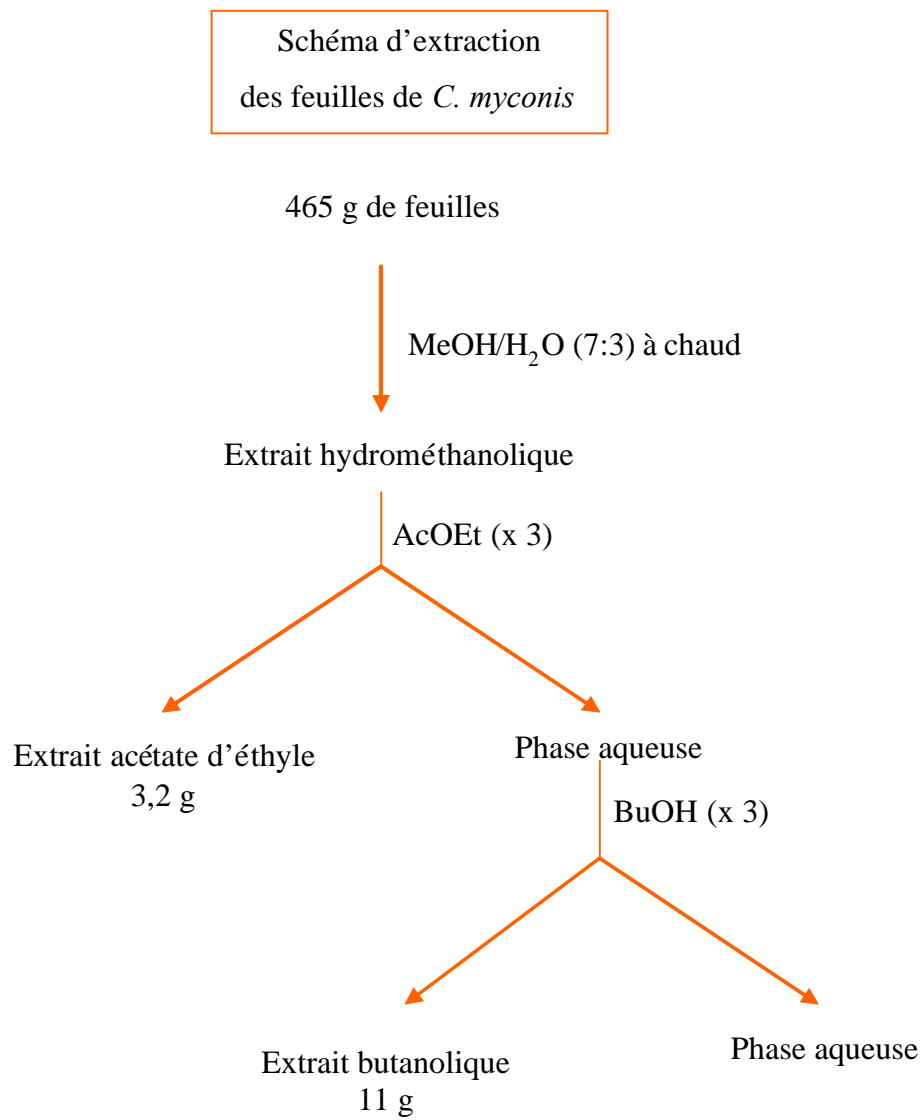 Schéma d’extraction
des feuilles de C. myconis
465 g de feuilles
MeOH/H₂O (7:3) à chaud
Extrait hydrométhanolique
AcOEt (x 3)
Extrait acétate d’éthyle
3,2 g
Phase aqueuse
BuOH (x 3)
Extrait butanolique
11 g
Phase aqueuse